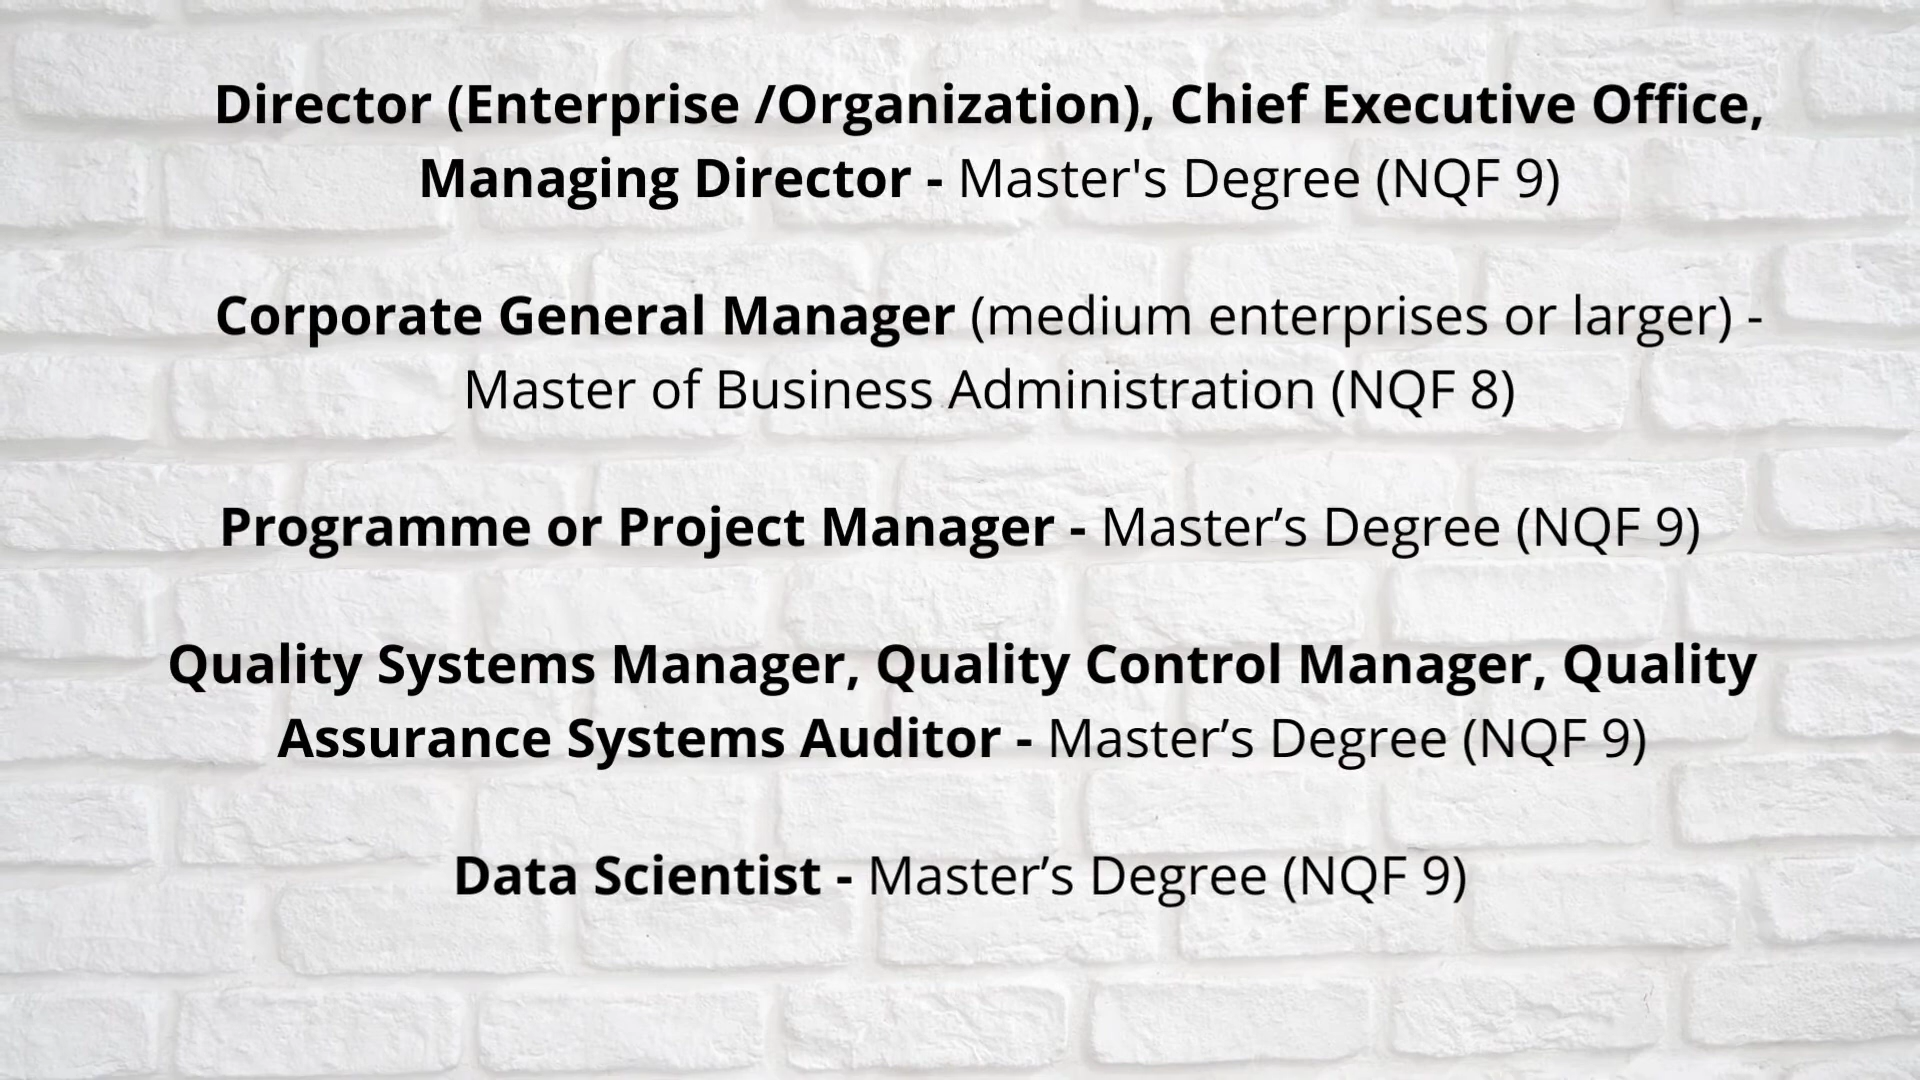 Director (Enterprise /Organization), Chief Executive Office,
Managing Director - Master's Degree (NQF 9)
Corporate General Manager (medium enterprises or larger) -
Master of Business Administration (NQF 8)
Programme or Project Manager - Master’s Degree (NQF 9)
Quality Systems Manager, Quality Control Manager, Quality
Assurance Systems Auditor - Master’s Degree (NQF 9)
Data Scientist - Master’s Degree (NQF 9)